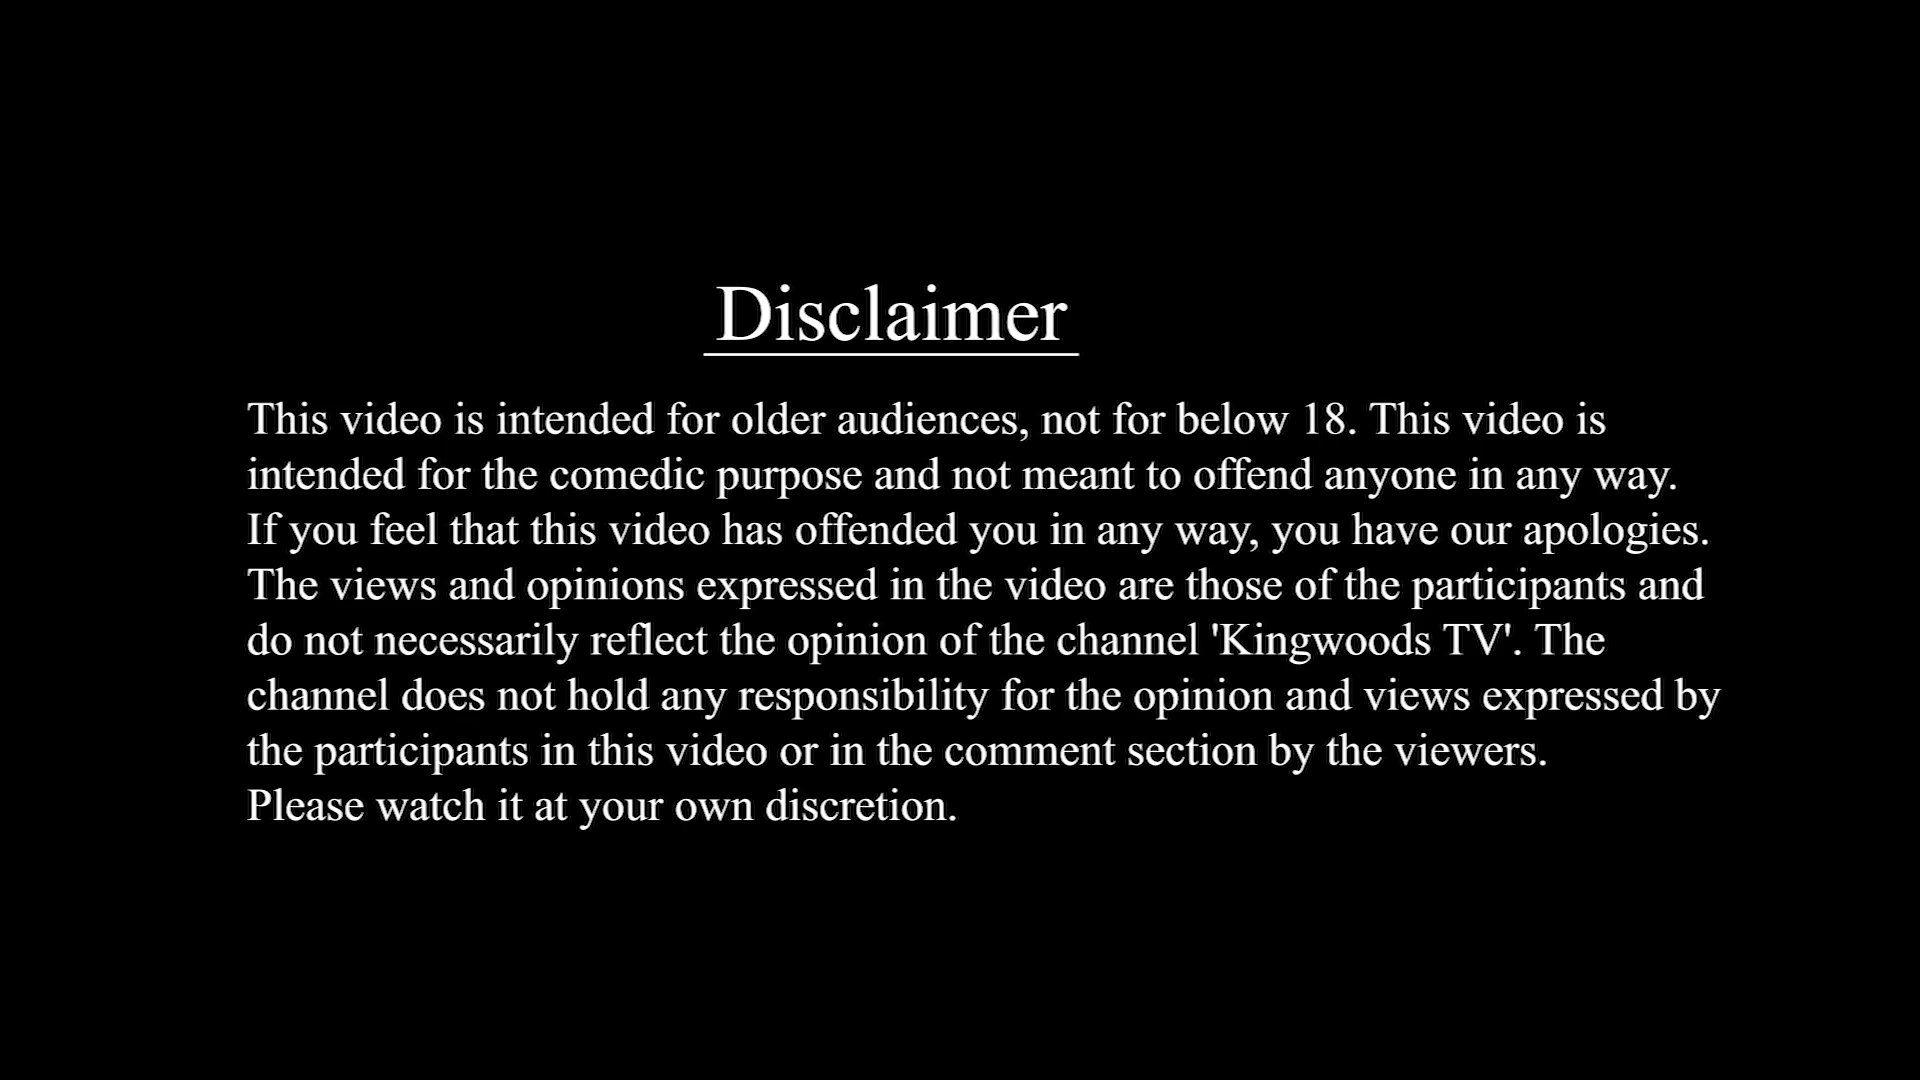 Disclaimer
This video is intended for older audiences, not for below 18. This video is
intended for the comedic purpose and not meant to offend anyone in any way.
If you feel that this video has offended you in any way, you have our apologies.
The views and opinions expressed in the video are those of the participants and
do not necessarily reflect the opinion of the channel 'Kingwoods TV'. The
channel does not hold any responsibility for the opinion and views expressed by
the participants in this video or in the comment section by the viewers.
Please watch it at your own discretion.